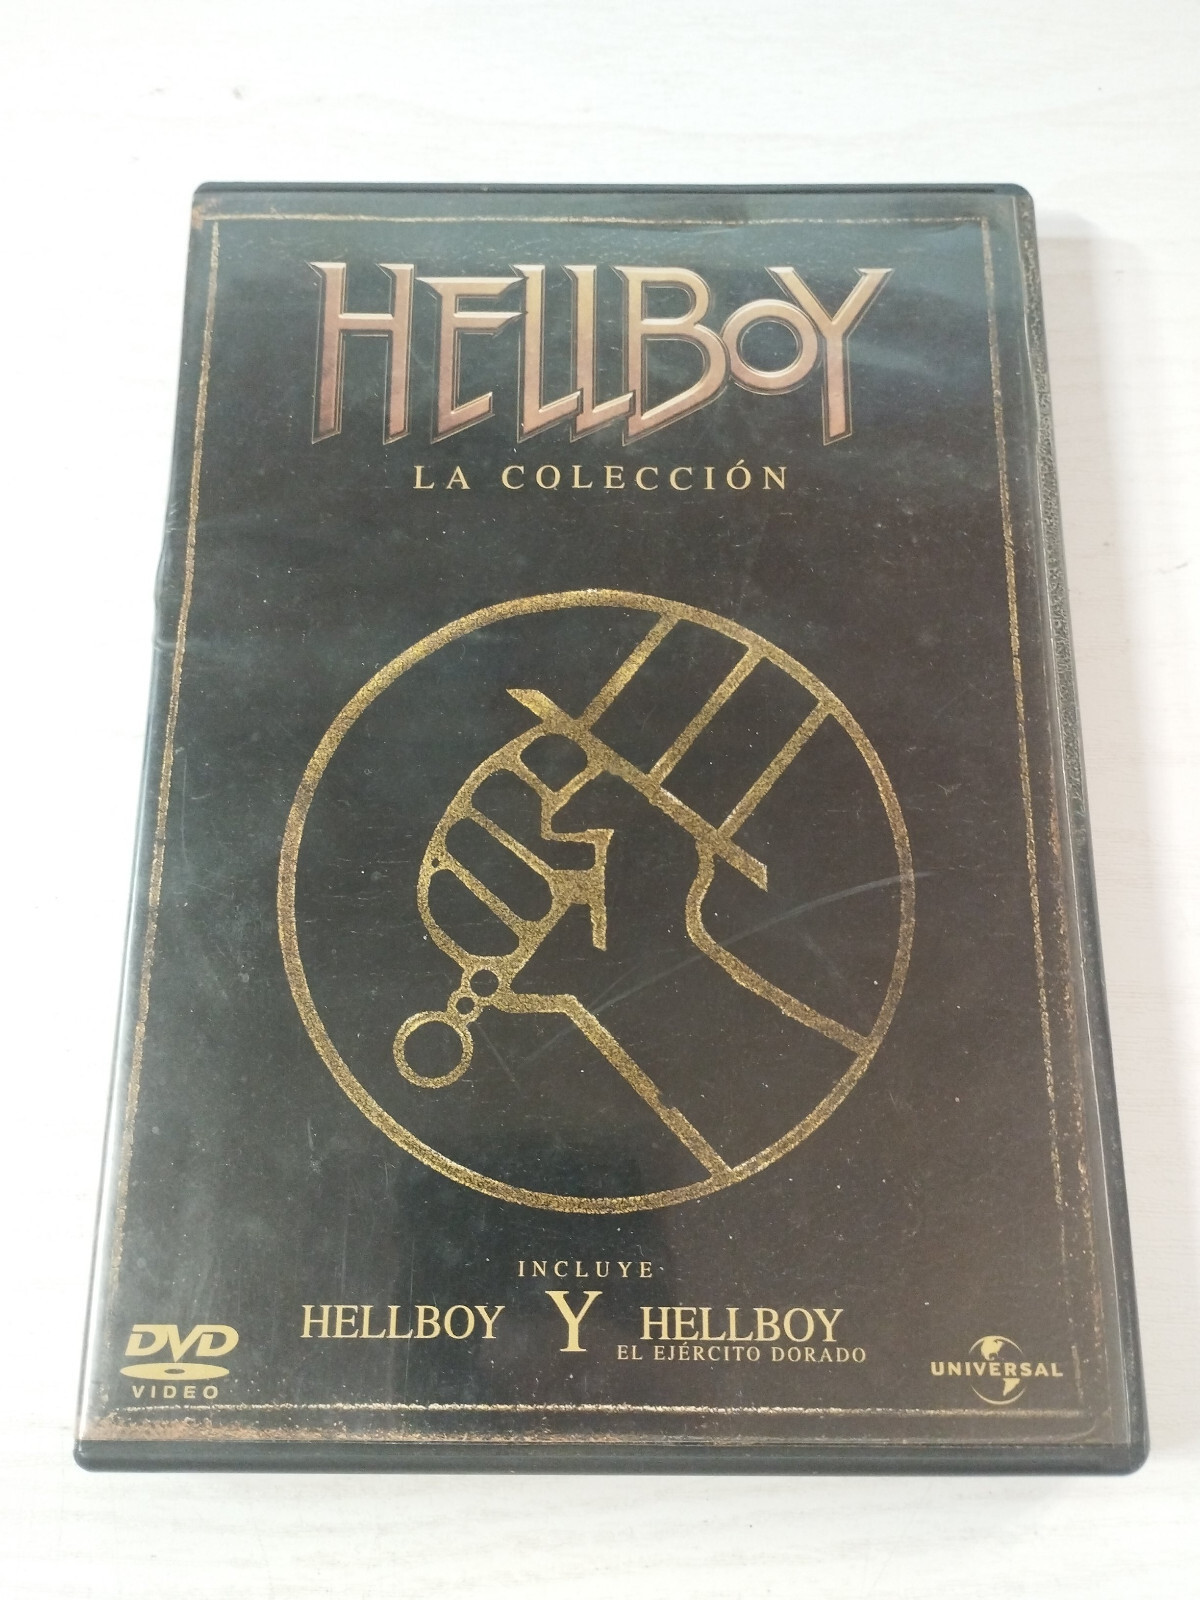 HELLBOY
LA COLECCIÓN
INCLUYE
HELLBOY Y HELLBOY
EL EJÉRCITO DORADO
DVD
VIDEO
UNIVERSAL